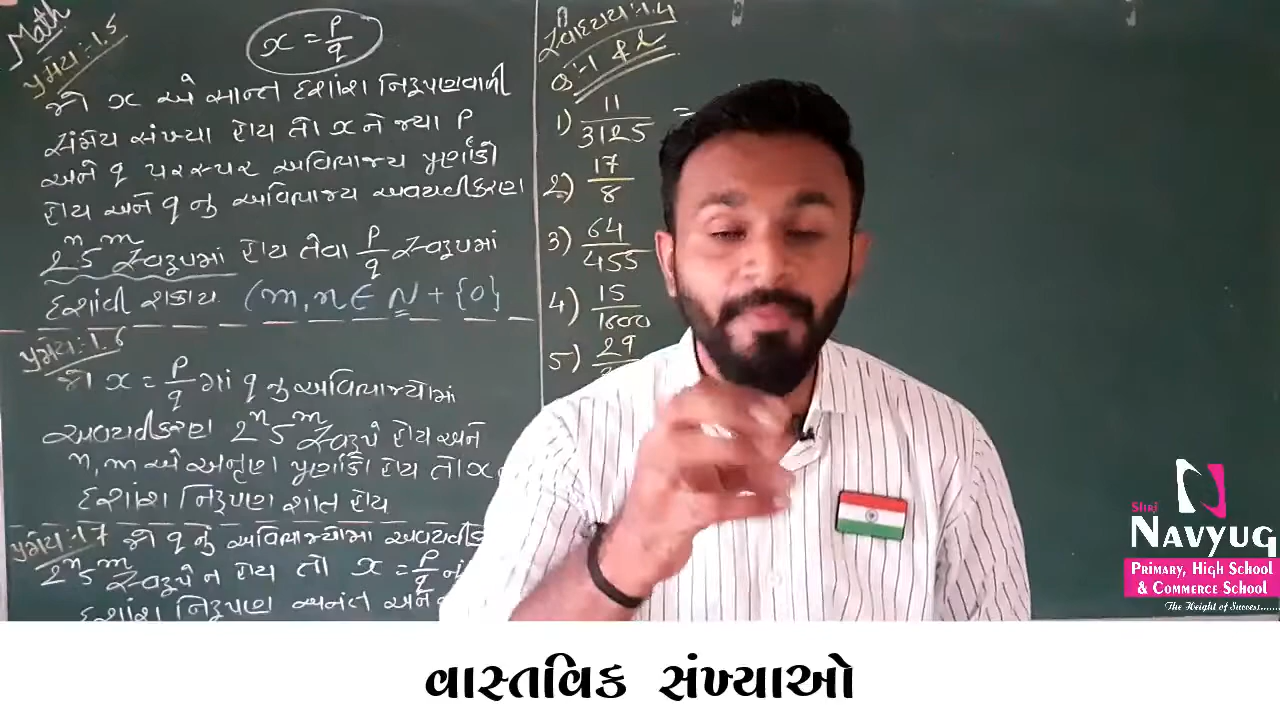 Math
પ્રમેય:-1.5
x = p/q
જો x એ સાન્ત દશાંશ નિરૂપણવાળી
સંમેય સંખ્યા હોય તો x ને જ્યાં p
અને q પરસ્પર અવિભાજ્ય પૂર્ણાંકો
હોય અને q નું અવિભાજ્ય અવયવીકરણ
2ⁿ5ᵐ સ્વરૂપમાં હોય તેવા p/q સ્વરૂપમાં
દર્શાવી શકાય (m,n∈N+{0}
પ્રમેય:-1.6
જો x = p/q માં q નું અવિભાજ્યોમાં
અવયવીકરણ 2ⁿ5ᵐ સ્વરૂપે હોય અને
n,m એ અનૃણ પૂર્ણાંકો હોય તો x
દશાંશ નિરૂપણ શાંત હોય
પ્રમેય:-1.7 જો q નું અવિભાજ્યોમાં
2ⁿ5ᵐ સ્વરૂપે ન હોય તો x = p/q નાં
દશાંશ નિરૂપણ અનંત અને
સ્વાધ્યાય:-1.4
પ્ર:-1 & 2
1) 11/3125 =
2) 17/8
3) 64/455
4) 15/1600
5) 29
Shri
NAVYUG
PRIMARY, HIGH SCHOOL
& COMMERCE SCHOOL
The Height of Success.......
વાસ્તવિક સંખ્યાઓ